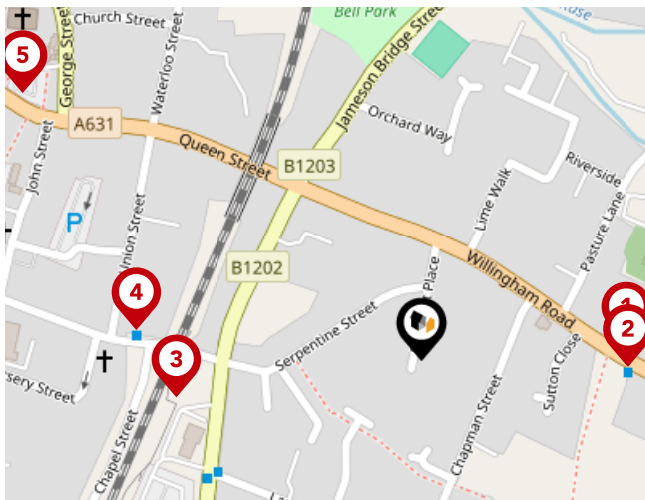 Church Street
Bell Park
Jameson Bridge Stree
George Street
Waterloo Street
5
A631
Queen Street
B1203
Orchard Way
Riverside
Lime Walk
Pasture Lane
John Street
P
Union Street
B1202
Willingham Road
Place
4
1
2
3
Serpentine Street
Sutton Close
sery Street
Chapel Street
Chapman Street